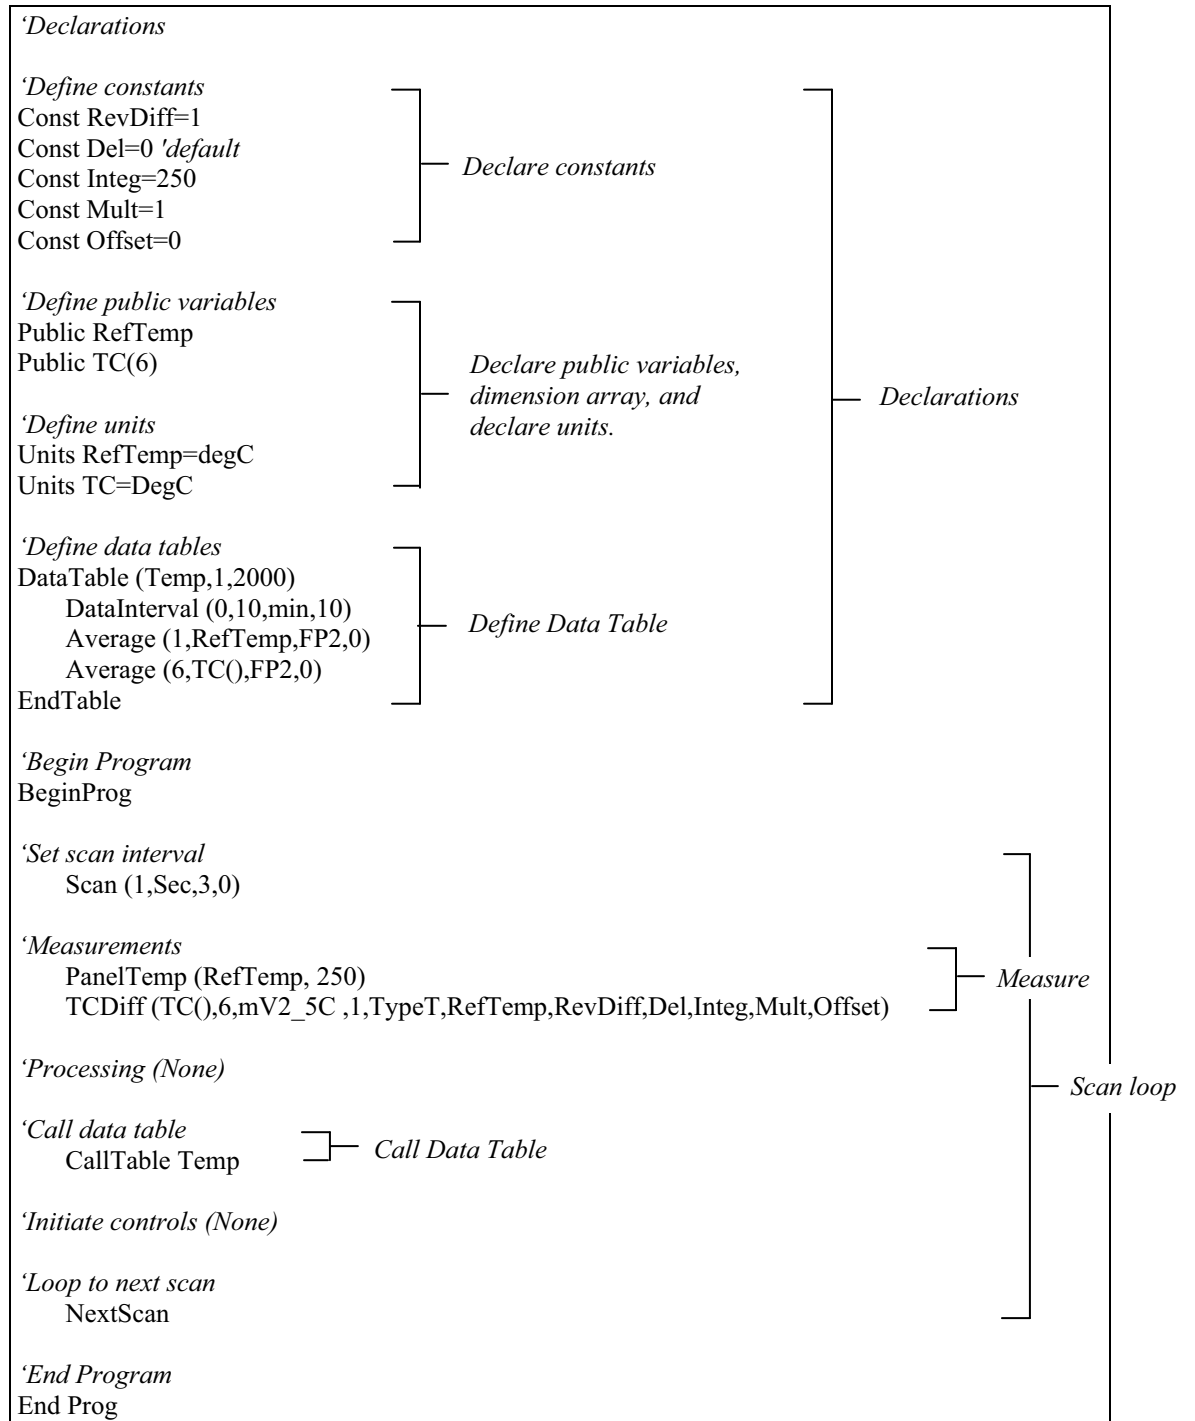 ‘Declarations
‘Define constants
Const RevDiff=1
Const Del=0 'default
Const Integ=250
Const Mult=1
Const Offset=0
Declare constants
‘Define public variables
Public RefTemp
Public TC(6)
‘Define units
Units RefTemp=degC
Units TC=DegC
Declare public variables,
dimension array, and
declare units.
Declarations
‘Define data tables
DataTable (Temp,1,2000)
DataInterval (0,10,min,10)
Average (1,RefTemp,FP2,0)
Average (6,TC(),FP2,0)
EndTable
Define Data Table
‘Begin Program
BeginProg
‘Set scan interval
Scan (1,Sec,3,0)
‘Measurements
PanelTemp (RefTemp, 250)
TCDiff (TC(),6,mV2_5C ,1,TypeT,RefTemp,RevDiff,Del,Integ,Mult,Offset)
Measure
‘Processing (None)
Scan loop
‘Call data table
CallTable Temp
Call Data Table
‘Initiate controls (None)
‘Loop to next scan
NextScan
‘End Program
End Prog